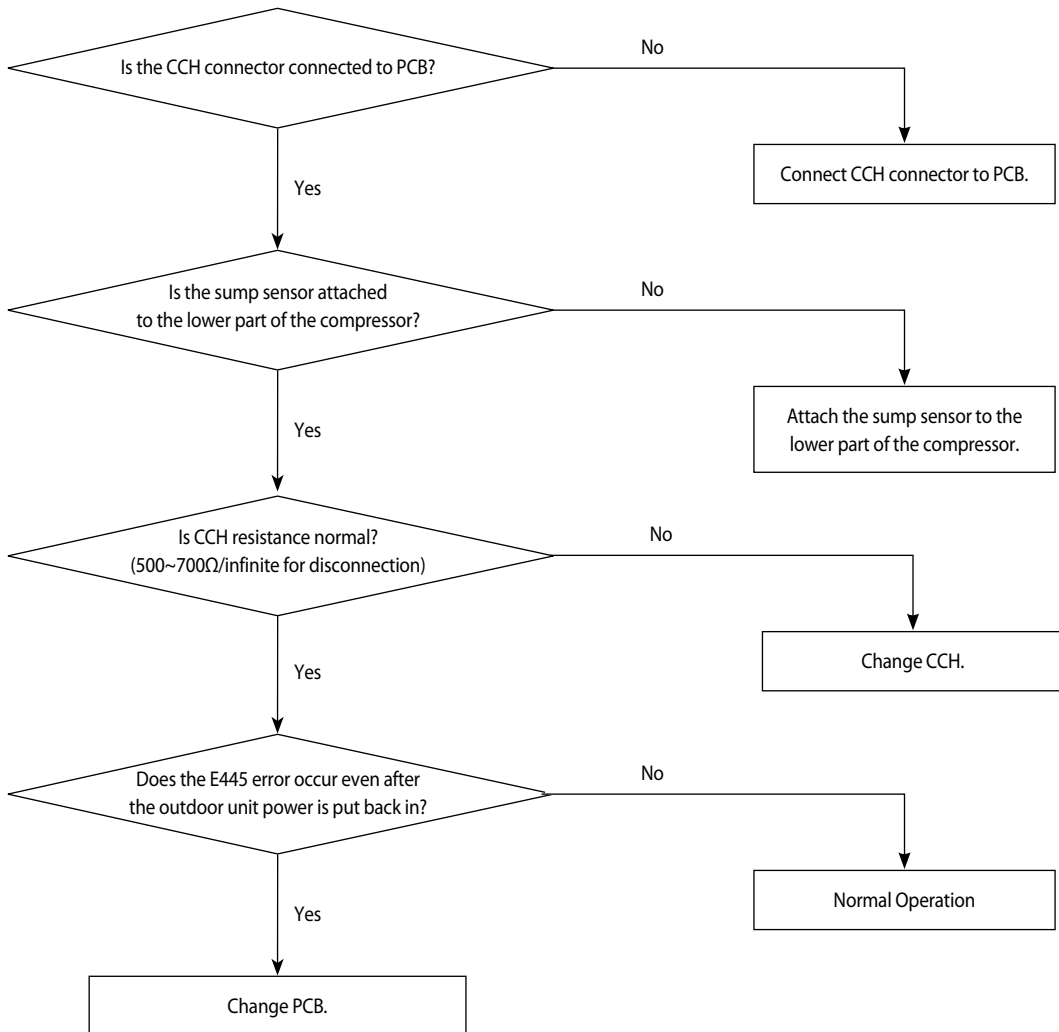 Is the CCH connector connected to PCB?
No
Connect CCH connector to PCB.
Yes
Is the sump sensor attached
to the lower part of the compressor?
No
Attach the sump sensor to the
lower part of the compressor.
Yes
Is CCH resistance normal?
(500~700Ω/infinite for disconnection)
No
Change CCH.
Yes
Does the E445 error occur even after
the outdoor unit power is put back in?
No
Normal Operation
Yes
Change PCB.